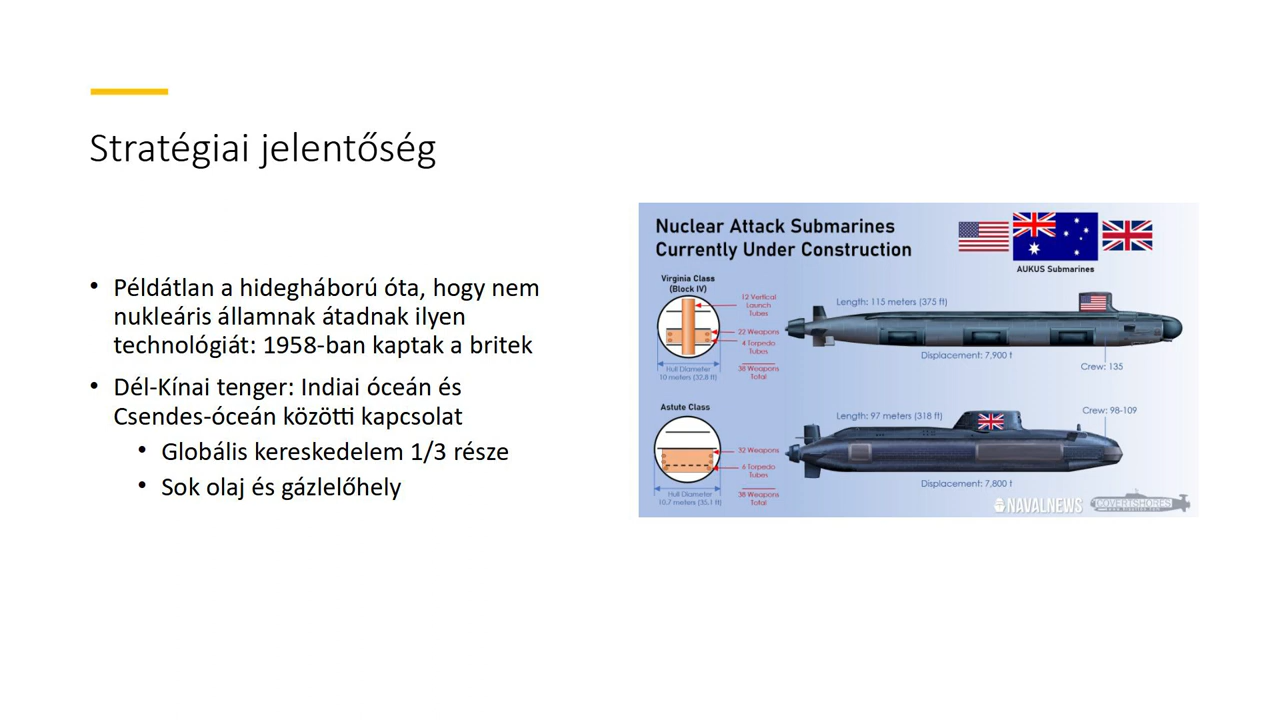 Stratégiai jelentőség
• Példátlan a hidegháború óta, hogy nem
nukleáris államnak átadnak ilyen
technológiát: 1958-ban kaptak a britek
• Dél-Kínai tenger: Indiai óceán és
Csendes-óceán közötti kapcsolat
• Globális kereskedelem 1/3 része
• Sok olaj és gázlelőhely
Nuclear Attack Submarines
Currently Under Construction
AUKUS Submarines
Virginia Class
(Block IV)
12 Vertical
Launch
Tubes
22 Weapons
4 Torpedo
Tubes
38 Weapons
Total
Hull Diameter
10 meters (32,8 ft)
Length: 115 meters (375 ft)
Displacement: 7,900 t
Crew: 135
Astute Class
32 Weapons
6 Torpedo
Tubes
38 Weapons
Total
Hull Diameter
10,7 meters (35,1 ft)
Length: 97 meters (318 ft)
Crew: 98-109
Displacement: 7,800 t
NAVALNEWS
COVERTSHORES